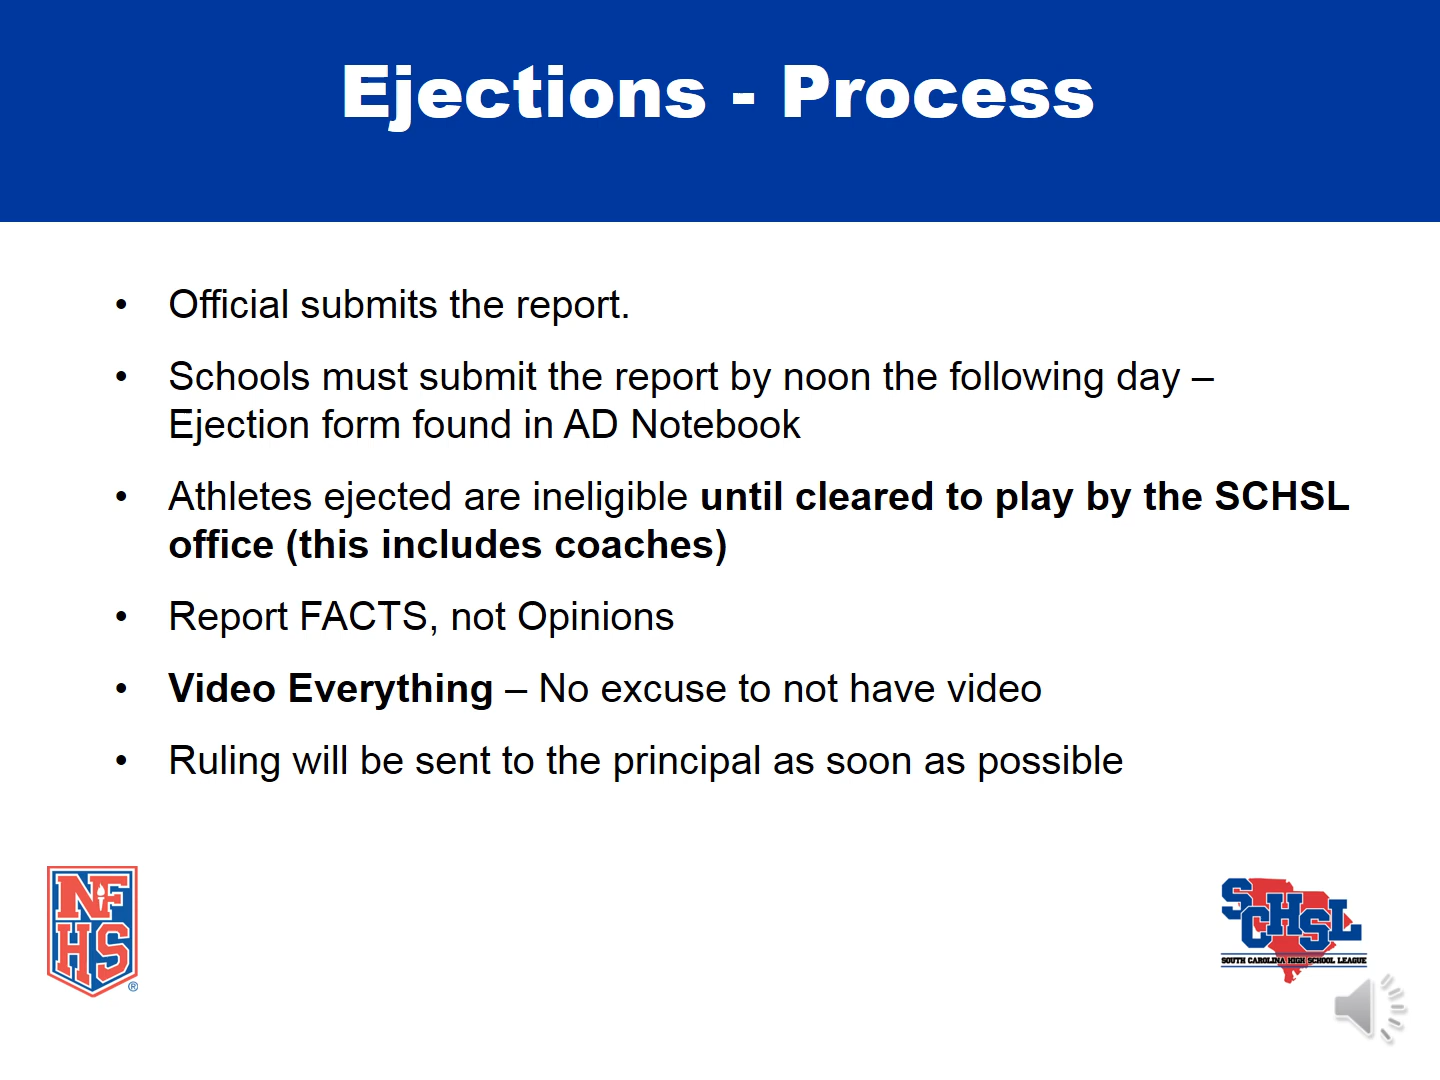 Ejections - Process
• Official submits the report.
• Schools must submit the report by noon the following day –
Ejection form found in AD Notebook
• Athletes ejected are ineligible until cleared to play by the SCHSL
office (this includes coaches)
• Report FACTS, not Opinions
• Video Everything – No excuse to not have video
• Ruling will be sent to the principal as soon as possible
NF
HS
®
SCHSL
SOUTH CAROLINA HIGH SCHOOL LEAGUE